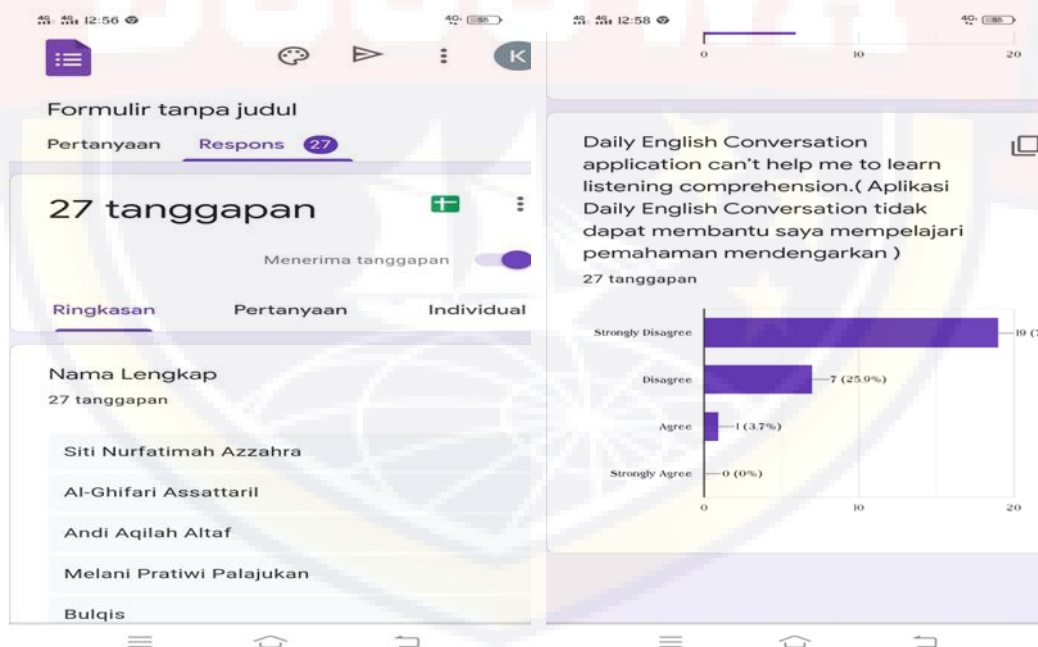 12:56
4G 55
K
Formulir tanpa judul
Pertanyaan Respons 27
27 tanggapan
Menerima tanggapan
Ringkasan Pertanyaan Individual
Nama Lengkap
27 tanggapan
Siti Nurfatimah Azzahra
Al-Ghifari Assattaril
Andi Aqilah Altaf
Melani Pratiwi Palajukan
Bulqis
12:58
4G 55
0 10 20
Daily English Conversation
application can't help me to learn
listening comprehension.( Aplikasi
Daily English Conversation tidak
dapat membantu saya mempelajari
pemahaman mendengarkan )
27 tanggapan
Strongly Disagree 19
Disagree 7 (25.9%)
Agree 1 (3.7%)
Strongly Agree 0 (0%)
0 10 20